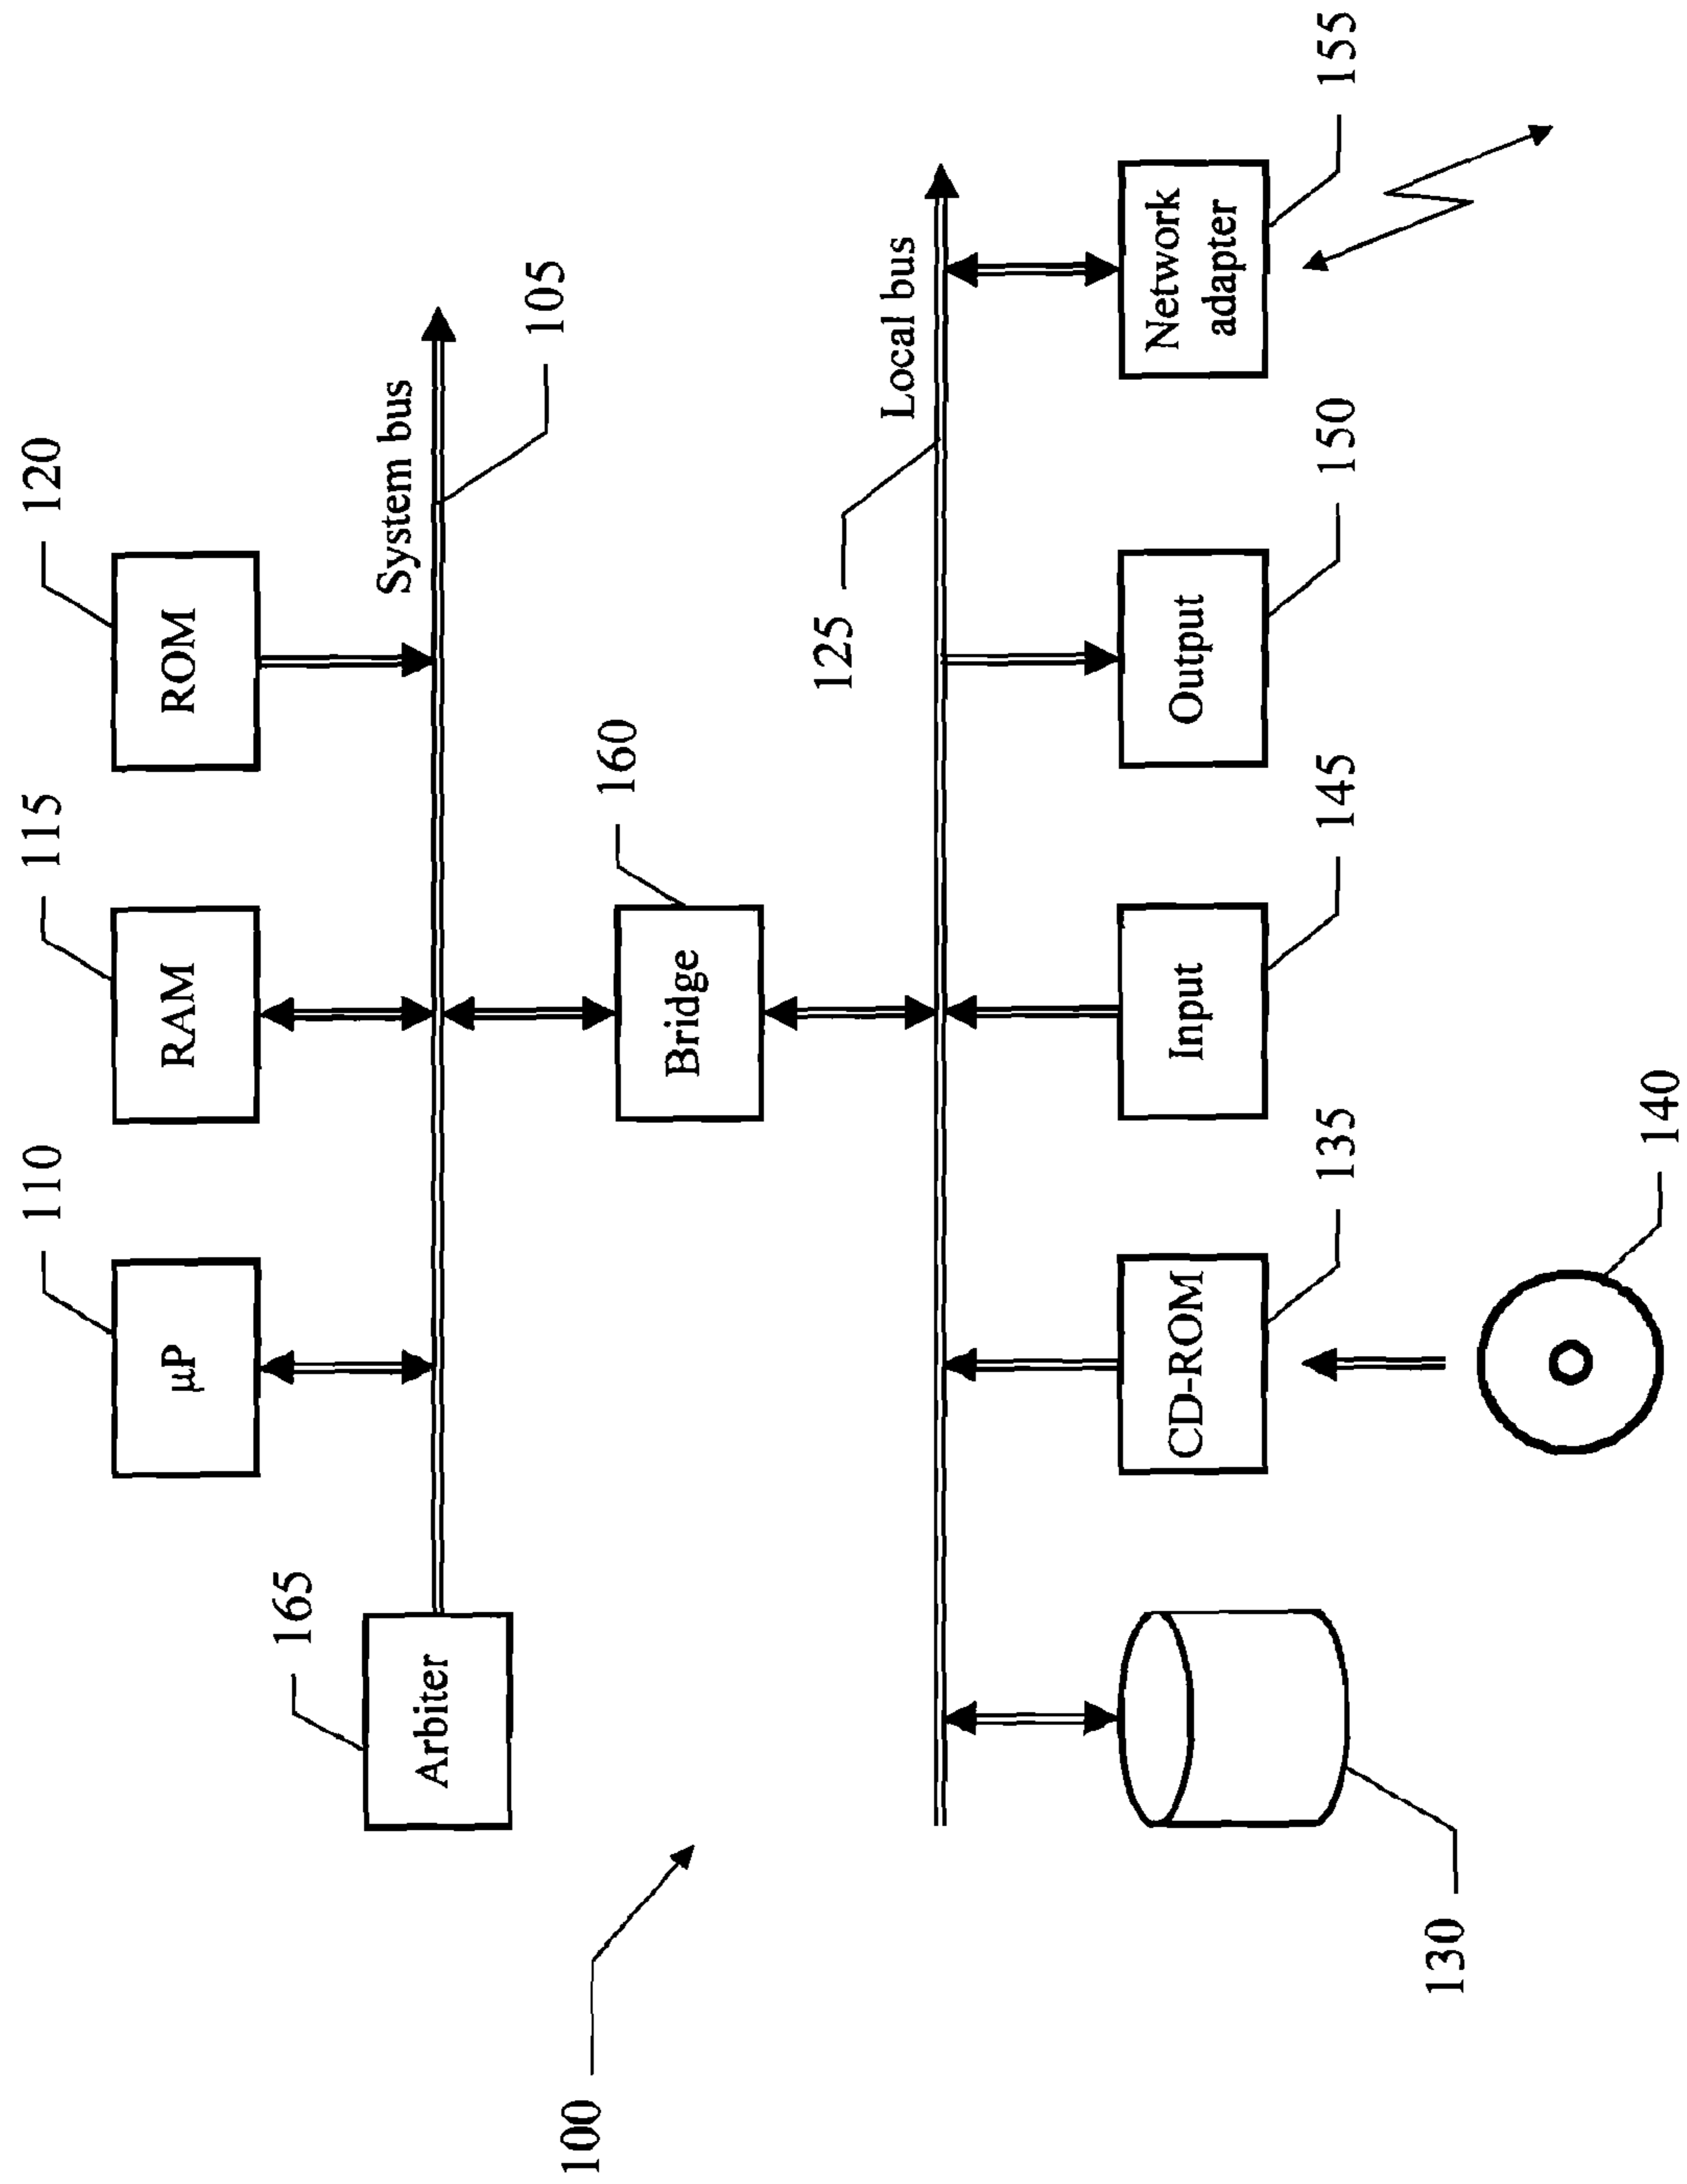 110
115
120
µP
RAM
ROM
165
System bus
Arbiter
105
160
Bridge
125
Local bus
CD-ROM
Input
Output
Network
adapter
135
145
150
155
130
140
100